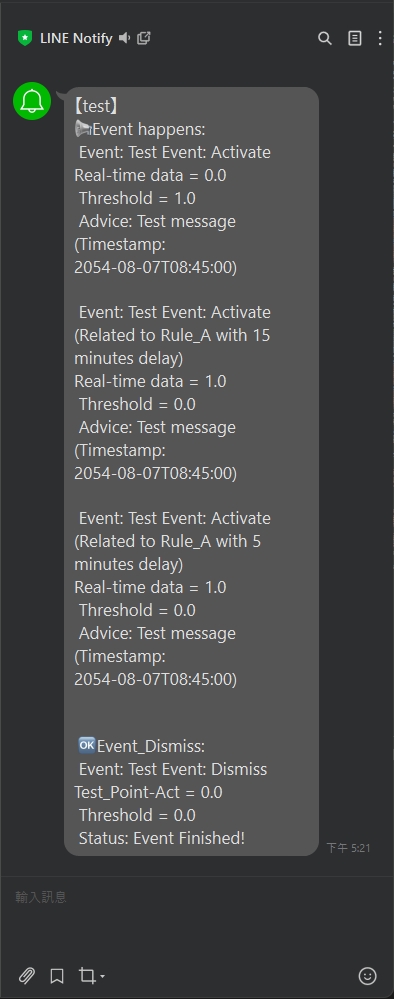 LINE Notify
【test】
Event happens:
Event: Test Event: Activate
Real-time data = 0.0
Threshold = 1.0
Advice: Test message
(Timestamp:
2054-08-07T08:45:00)
Event: Test Event: Activate
(Related to Rule_A with 15
minutes delay)
Real-time data = 1.0
Threshold = 0.0
Advice: Test message
(Timestamp:
2054-08-07T08:45:00)
Event: Test Event: Activate
(Related to Rule_A with 5
minutes delay)
Real-time data = 1.0
Threshold = 0.0
Advice: Test message
(Timestamp:
2054-08-07T08:45:00)
🆗Event_Dismiss:
Event: Test Event: Dismiss
Test_Point-Act = 0.0
Threshold = 0.0
Status: Event Finished!
下午 5:21
輸入訊息